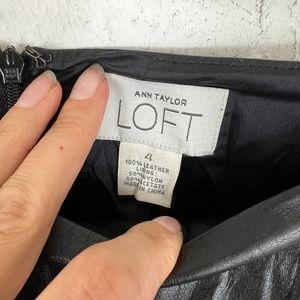 ANN TAYLOR
LOFT
4
100% LEATHER
LINING:
50% NYLON
50% ACETATE
MADE IN CHINA